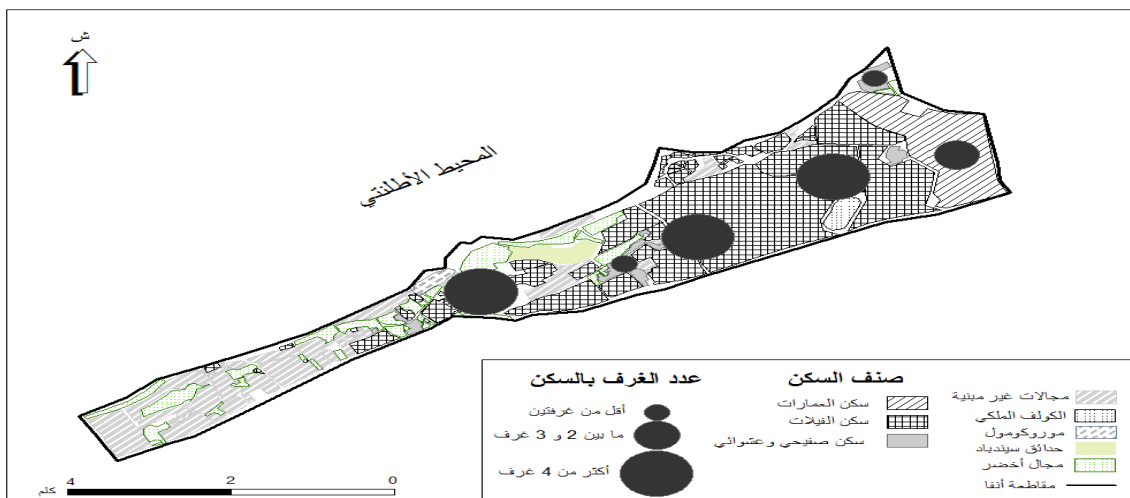 ش
المحيط الأطلنتي
عدد الغرف بالسكن
أقل من غرفتين
ما بين 2 و 3 غرف
أكثر من 4 غرف
صنف السكن
سكن العمارات
سكن الفيلات
سكن صفيحي وعشوائي
مجالات غير مبنية
الكولف الملكي
موروكومول
حدائق سيندباد
مجال أخضر
مقاطعة أنفا
4 2 0
كلم